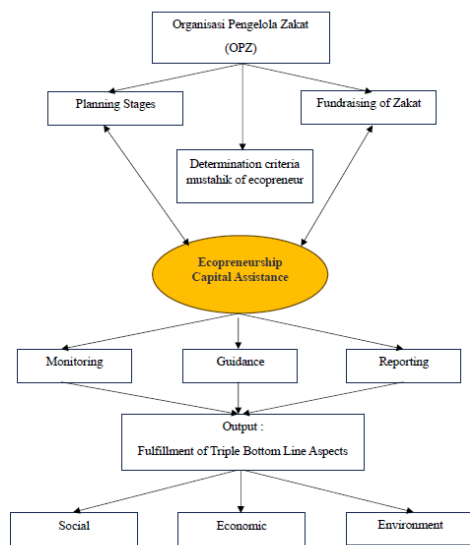 Organisasi Pengelola Zakat
(OPZ)
Planning Stages
Fundraising of Zakat
Determination criteria
mustahik of ecopreneur
Ecopreneurship
Capital Assistance
Monitoring
Guidance
Reporting
Output :
Fulfillment of Triple Bottom Line Aspects
Social
Economic
Environment